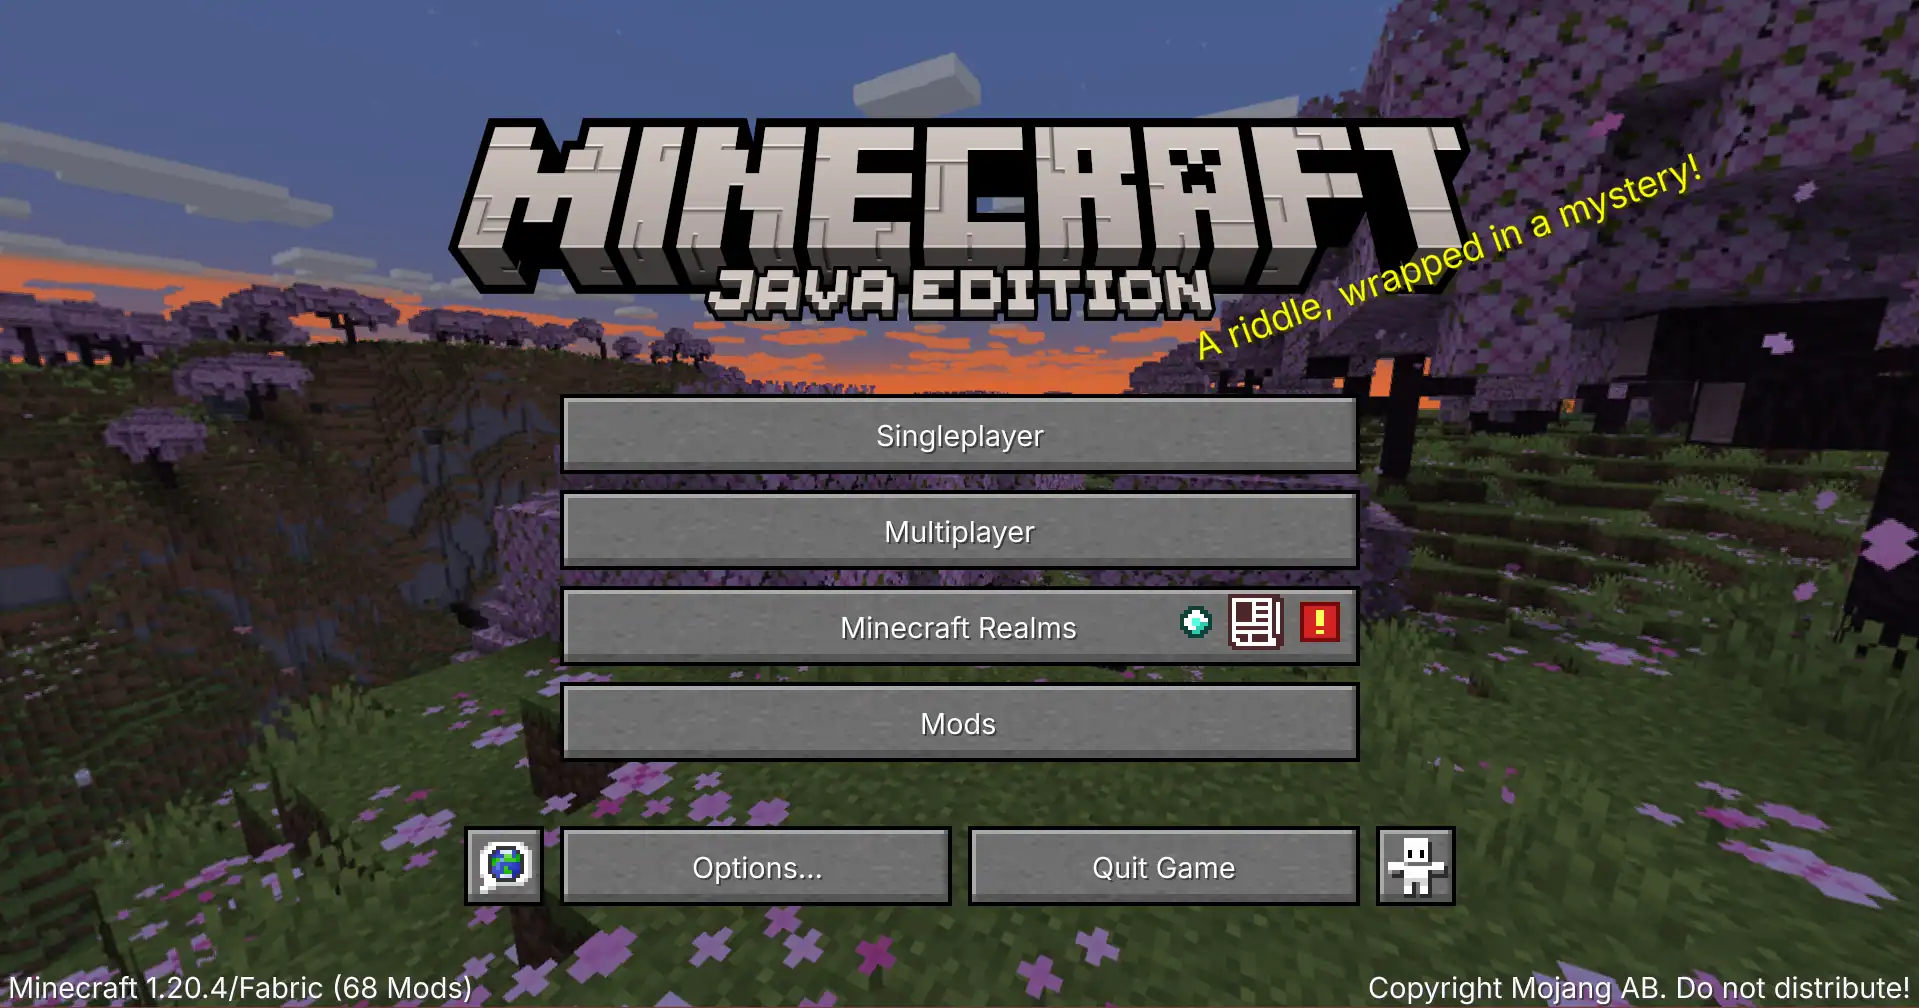 MINECRAFT
JAVA EDITION
A riddle, wrapped in a mystery!
Singleplayer
Multiplayer
Minecraft Realms
Mods
Options...
Quit Game
Minecraft 1.20.4/Fabric (68 Mods)
Copyright Mojang AB. Do not distribute!